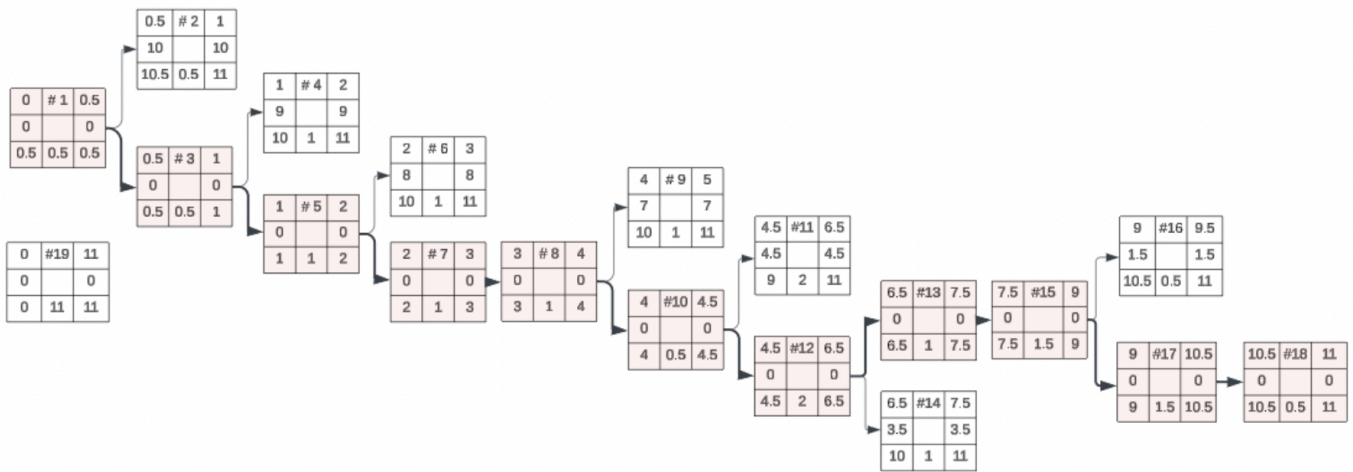 0 # 1 0.5
0 0
0.5 0.5 0.5
0.5 # 2 1
10 10
10.5 0.5 11
0.5 # 3 1
0 0
0.5 0.5 1
1 # 4 2
9 9
10 1 11
1 # 5 2
0 0
1 1 2
2 # 6 3
8 8
10 1 11
2 # 7 3
0 0
2 1 3
3 # 8 4
0 0
3 1 4
4 # 9 5
7 7
10 1 11
4 #10 4.5
0 0
4 0.5 4.5
4.5 #11 6.5
4.5 4.5
9 2 11
4.5 #12 6.5
0 0
4.5 2 6.5
6.5 #13 7.5
0 0
6.5 1 7.5
6.5 #14 7.5
3.5 3.5
10 1 11
7.5 #15 9
0 0
7.5 1.5 9
9 #16 9.5
1.5 1.5
10.5 0.5 11
9 #17 10.5
0 0
9 1.5 10.5
10.5 #18 11
0 0
10.5 0.5 11
0 #19 11
0 0
0 11 11